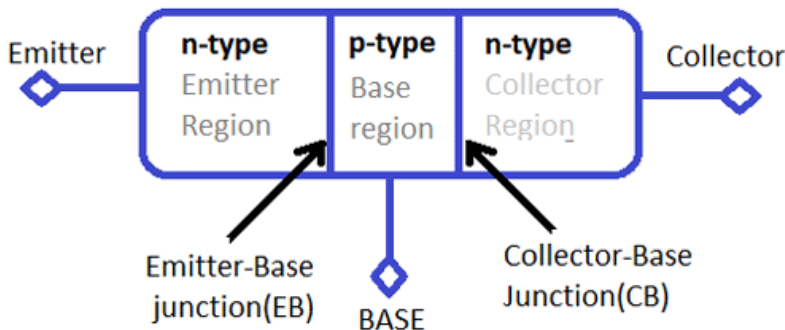 Emitter
n-type
Emitter
Region
p-type
Base
region
n-type
Collector
Region
Collector
Emitter-Base
junction(EB)
BASE
Collector-Base
Junction(CB)